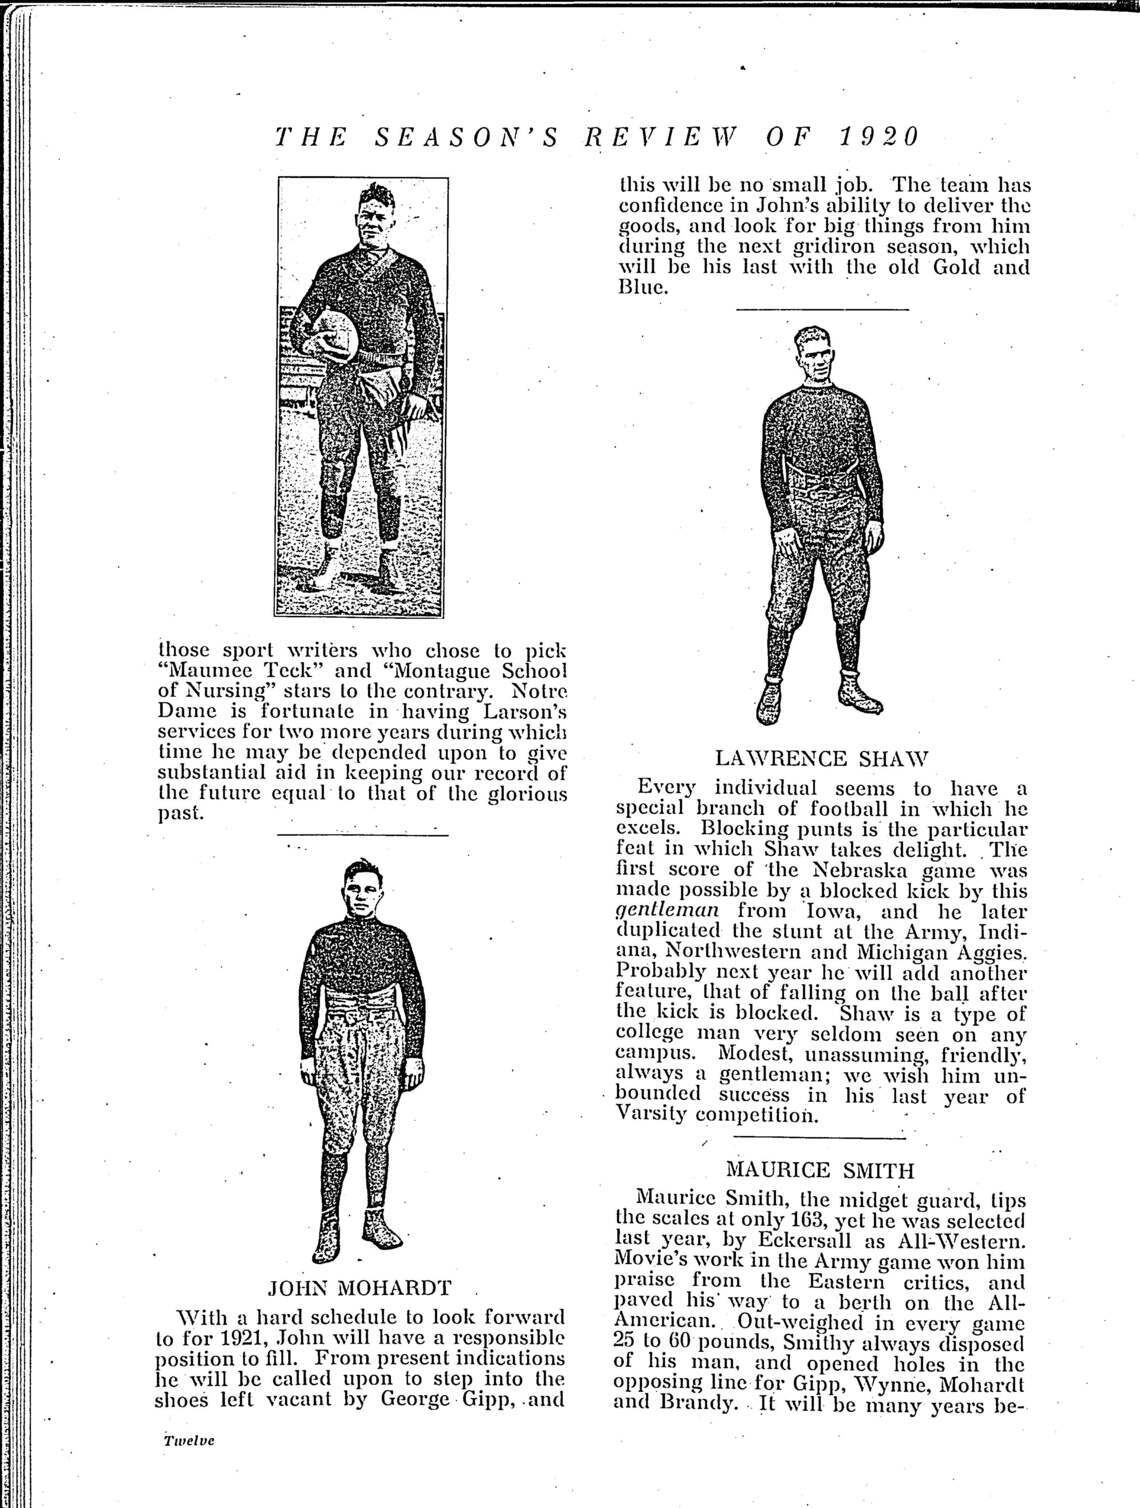 THE SEASON'S REVIEW OF 1920
those sport writers who chose to pick
“Maumee Teck” and “Montague School
of Nursing” stars to the contrary. Notre
Dame is fortunate in having Larson's
services for two more years during which
time he may be depended upon to give
substantial aid in keeping our record of
the future equal to that of the glorious
past.
JOHN MOHARDT
With a hard schedule to look forward
to for 1921, John will have a responsible
position to fill. From present indications
he will be called upon to step into the
shoes left vacant by George Gipp, and
this will be no small job. The team has
confidence in John's ability to deliver the
goods, and look for big things from him
during the next gridiron season, which
will be his last with the old Gold and
Blue.
LAWRENCE SHAW
Every individual seems to have a
special branch of football in which he
excels. Blocking punts is the particular
feat in which Shaw takes delight. The
first score of the Nebraska game was
made possible by a blocked kick by this
gentleman from Iowa, and he later
duplicated the stunt at the Army, Indi-
ana, Northwestern and Michigan Aggies.
Probably next year he will add another
feature, that of falling on the ball after
the kick is blocked. Shaw is a type of
college man very seldom seen on any
campus. Modest, unassuming, friendly,
always a gentleman; we wish him un-
bounded success in his last year of
Varsity competition.
MAURICE SMITH
Maurice Smith, the midget guard, tips
the scales at only 163, yet he was selected
last year, by Eckersall as All-Western.
Movie's work in the Army game won him
praise from the Eastern critics, and
paved his way to a berth on the All-
American. Out-weighed in every game
25 to 60 pounds, Smithy always disposed
of his man, and opened holes in the
opposing line for Gipp, Wynne, Mohardt
and Brandy. It will be many years be-
Twelve